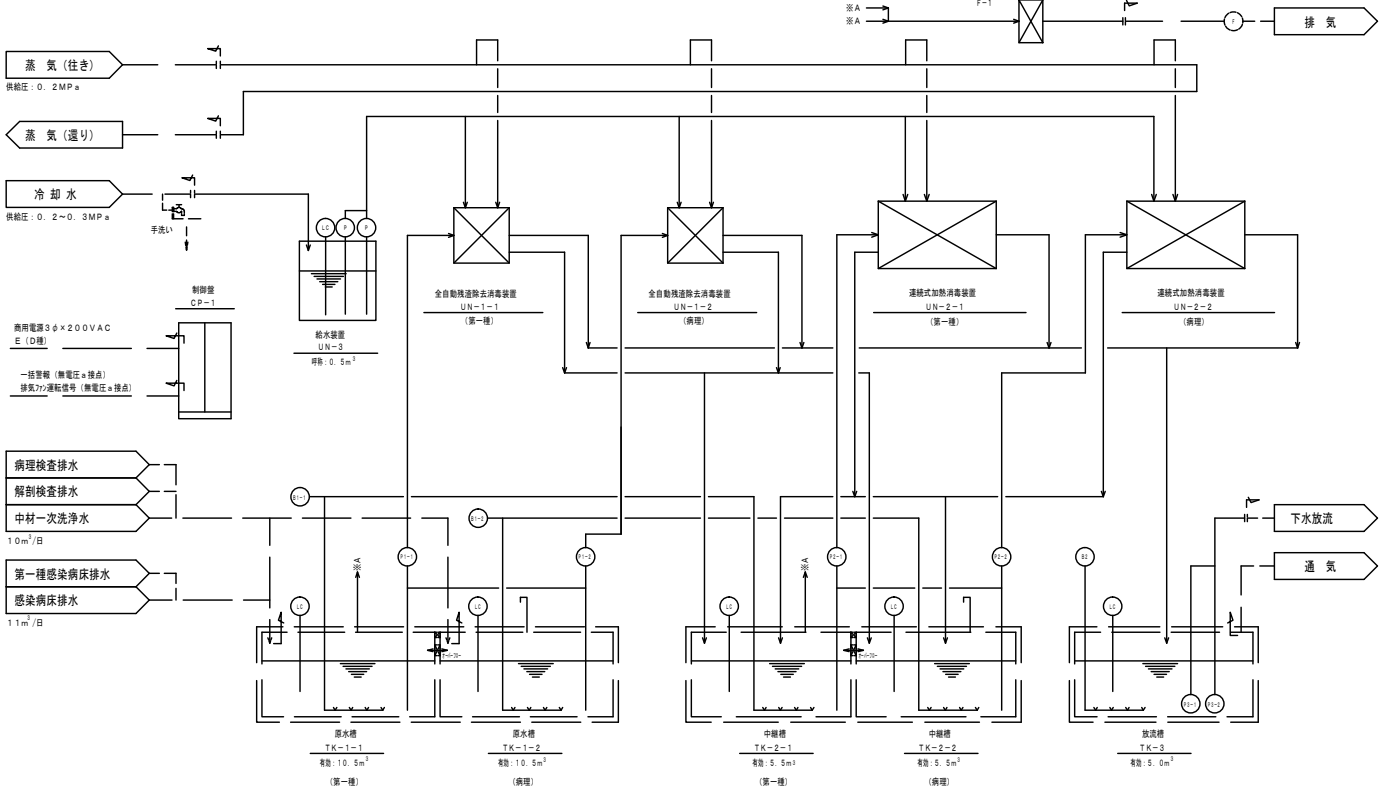 ※A
※A
F-1
F
排 気
蒸 気(往き)
供給圧：0．2MPa
蒸 気(還り)
冷 却 水
供給圧：0．2～0．3MPa
手洗い
LC
P
P
給水装置
UN-3
呼称：0．5m³
制御盤
CP-1
商用電源3φ×200VAC
E（D種）
一括警報（無電圧a接点）
排気ファン運転信号（無電圧a接点）
全自動残渣除去消毒装置
UN-1-1
（第一種）
全自動残渣除去消毒装置
UN-1-2
（病理）
連続式加熱消毒装置
UN-2-1
（第一種）
連続式加熱消毒装置
UN-2-2
（病理）
病理検査排水
解剖検査排水
中材一次洗浄水
10m³/日
第一種感染病床排水
感染病床排水
11m³/日
B1-1
B1-2
P1-1
P1-2
P2-1
P2-2
B2
※A
※A
LC
LC
LC
LC
LC
オーバーフロー
オーバーフロー
P3-1
P3-2
下水放流
通 気
原水槽
TK-1-1
有効：10．5m³
（第一種）
原水槽
TK-1-2
有効：10．5m³
（病理）
中継槽
TK-2-1
有効：5．5m³
（第一種）
中継槽
TK-2-2
有効：5．5m³
（病理）
放流槽
TK-3
有効：5．0m³